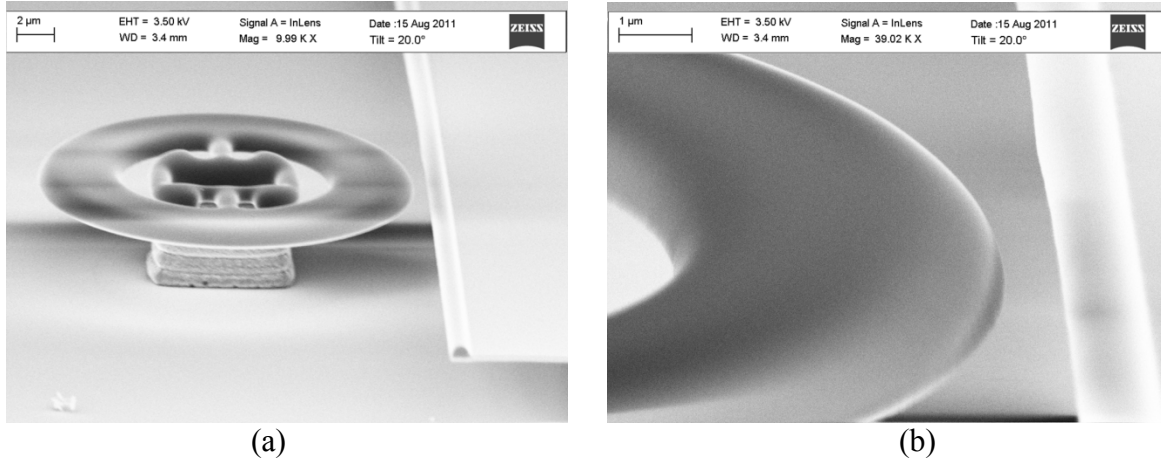 2 µm
EHT = 3.50 kV
Signal A = InLens
Date :15 Aug 2011
WD = 3.4 mm
Mag = 9.99 K X
Tilt = 20.0°
ZEISS
1 µm
EHT = 3.50 kV
Signal A = InLens
Date :15 Aug 2011
WD = 3.4 mm
Mag = 39.02 K X
Tilt = 20.0°
ZEISS
(a)
(b)